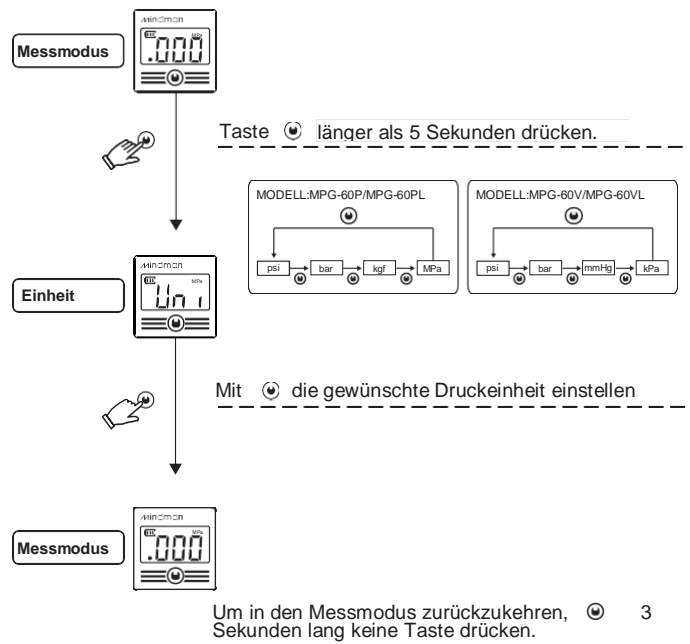 mindman
MPa
.000
Messmodus
Taste länger als 5 Sekunden drücken.
MODELL:MPG-60P/MPG-60PL
psi bar kgf MPa
MODELL:MPG-60V/MPG-60VL
psi bar mmHg kPa
mindman
MPa
Uni
Einheit
Mit die gewünschte Druckeinheit einstellen
mindman
MPa
.000
Messmodus
Um in den Messmodus zurückzukehren, 3
Sekunden lang keine Taste drücken.